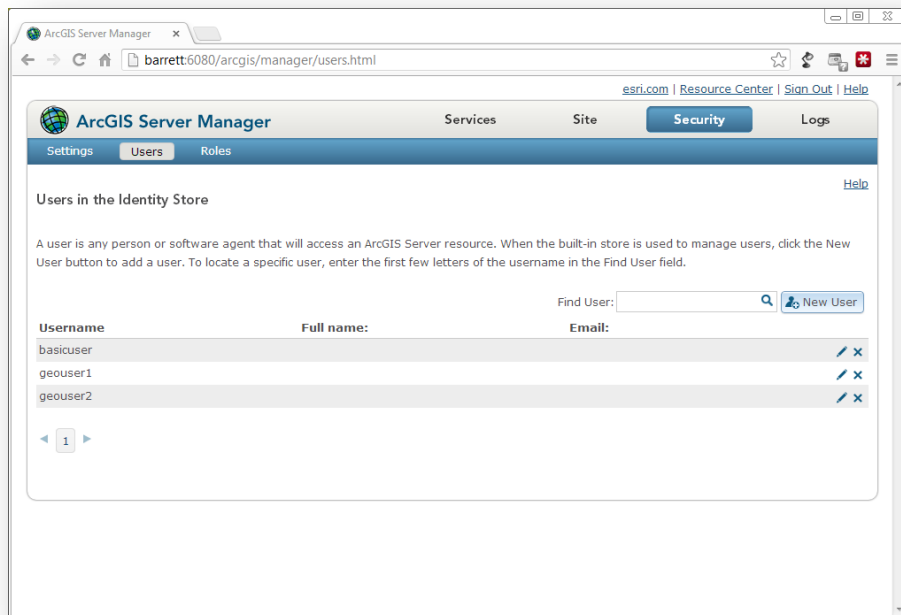 ArcGIS Server Manager
barrett:6080/arcgis/manager/users.html
esri.com | Resource Center | Sign Out | Help
ArcGIS Server Manager Services Site Security Logs
Settings Users Roles
Help
Users in the Identity Store
A user is any person or software agent that will access an ArcGIS Server resource. When the built-in store is used to manage users, click the New
User button to add a user. To locate a specific user, enter the first few letters of the username in the Find User field.
Find User: New User
Username Full name: Email:
basicuser
geouser1
geouser2
1